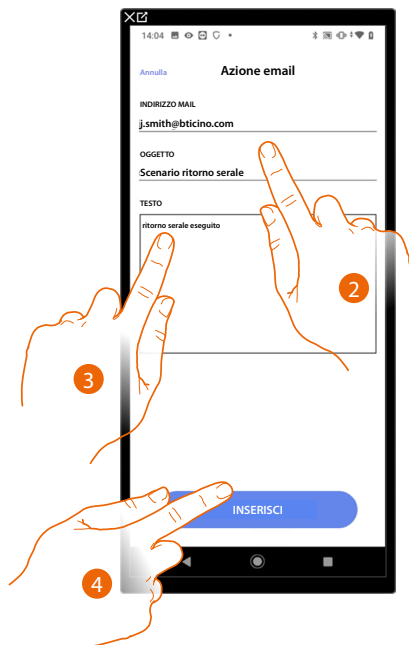 14:04
Annulla Azione email
INDIRIZZO MAIL
j.smith@bticino.com
OGGETTO
Scenario ritorno serale
TESTO
ritorno serale eseguito
2
3
INSERISCI
4